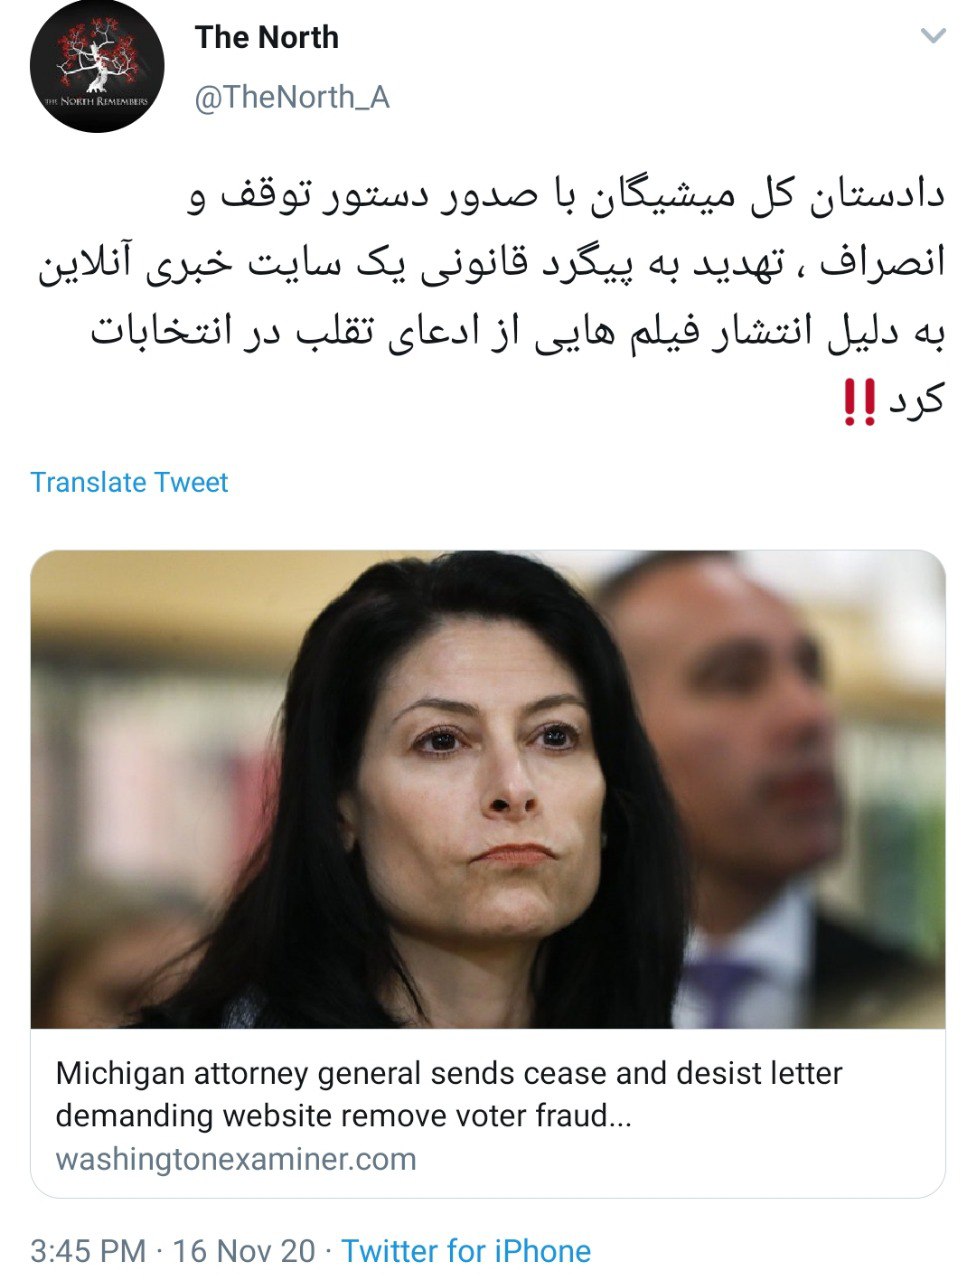 THE NORTH REMEMBERS
The North
@TheNorth_A
دادستان کل میشیگان با صدور دستور توقف و
انصراف ، تهدید به پیگرد قانونی یک سایت خبری آنلاین
به دلیل انتشار فیلم هایی از ادعای تقلب در انتخابات
کرد‼️
Translate Tweet
Michigan attorney general sends cease and desist letter
demanding website remove voter fraud...
washingtonexaminer.com
3:45 PM · 16 Nov 20 · Twitter for iPhone